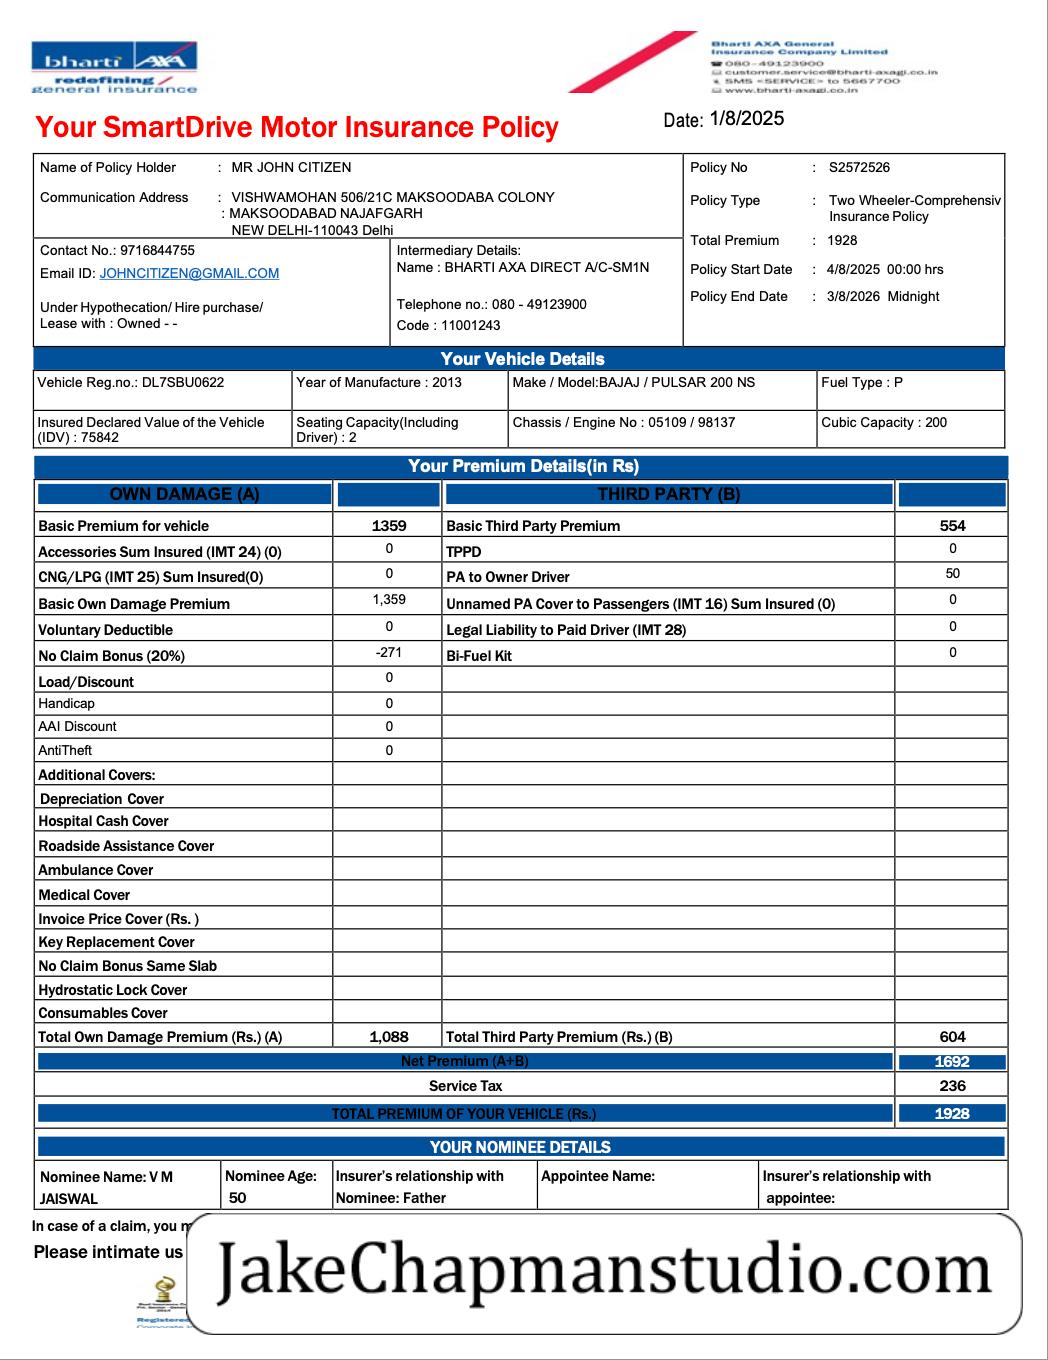 bharti AXA
redefining
general insurance
Bharti AXA General
Insurance Company Limited
080-49123900
customer.service@bharti-axagi.co.in
SMS <SERVICE> to 5667700
www.bharti-axagi.co.in
Your SmartDrive Motor Insurance Policy
Date: 1/8/2025
Name of Policy Holder : MR JOHN CITIZEN
Communication Address : VISHWAMOHAN 506/21C MAKSOODABA COLONY
: MAKSOODABAD NAJAFGARH
NEW DELHI-110043 Delhi
Policy No : S2572526
Policy Type : Two Wheeler-Comprehensiv
Insurance Policy
Total Premium : 1928
Policy Start Date : 4/8/2025 00:00 hrs
Policy End Date : 3/8/2026 Midnight
Contact No.: 9716844755
Email ID: JOHNCITIZEN@GMAIL.COM
Under Hypothecation/ Hire purchase/
Lease with : Owned - -
Intermediary Details:
Name : BHARTI AXA DIRECT A/C-SM1N
Telephone no.: 080 - 49123900
Code : 11001243
Your Vehicle Details
Vehicle Reg.no.: DL7SBU0622 Year of Manufacture : 2013 Make / Model:BAJAJ / PULSAR 200 NS Fuel Type : P
Insured Declared Value of the Vehicle
(IDV) : 75842
Seating Capacity(Including
Driver) : 2
Chassis / Engine No : 05109 / 98137
Cubic Capacity : 200
Your Premium Details(in Rs)
OWN DAMAGE (A) THIRD PARTY (B)
Basic Premium for vehicle 1359 Basic Third Party Premium 554
Accessories Sum Insured (IMT 24) (0) 0 TPPD 0
CNG/LPG (IMT 25) Sum Insured(0) 0 PA to Owner Driver 50
Basic Own Damage Premium 1,359 Unnamed PA Cover to Passengers (IMT 16) Sum Insured (0) 0
Voluntary Deductible 0 Legal Liability to Paid Driver (IMT 28) 0
No Claim Bonus (20%) -271 Bi-Fuel Kit 0
Load/Discount 0
Handicap 0
AAI Discount 0
AntiTheft 0
Additional Covers:
Depreciation Cover
Hospital Cash Cover
Roadside Assistance Cover
Ambulance Cover
Medical Cover
Invoice Price Cover (Rs. )
Key Replacement Cover
No Claim Bonus Same Slab
Hydrostatic Lock Cover
Consumables Cover
Total Own Damage Premium (Rs.) (A) 1,088 Total Third Party Premium (Rs.) (B) 604
Net Premium (A+B) 1692
Service Tax 236
TOTAL PREMIUM OF YOUR VEHICLE (Rs.) 1928
YOUR NOMINEE DETAILS
Nominee Name: V M
JAISWAL
Nominee Age:
50
Insurer's relationship with
Nominee: Father
Appointee Name:
Insurer's relationship with
appointee:
In case of a claim, you
Please intimate us
JakeChapmanstudio.com
Registered